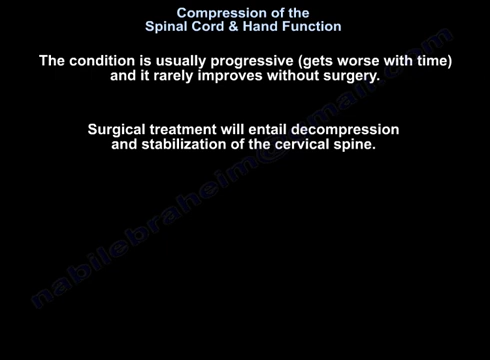 Compression of the
Spinal Cord & Hand Function
The condition is usually progressive (gets worse with time)
and it rarely improves without surgery.
Surgical treatment will entail decompression
and stabilization of the cervical spine.
nabilebraheim@gmail.com